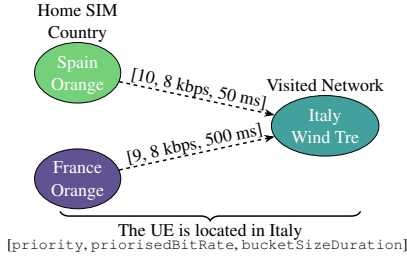 Home SIM
Country
Spain
Orange
[10, 8 kbps, 50 ms]
Visited Network
Italy
Wind Tre
[9, 8 kbps, 500 ms]
France
Orange
The UE is located in Italy
[priority, priorisedBitRate, bucketSizeDuration]